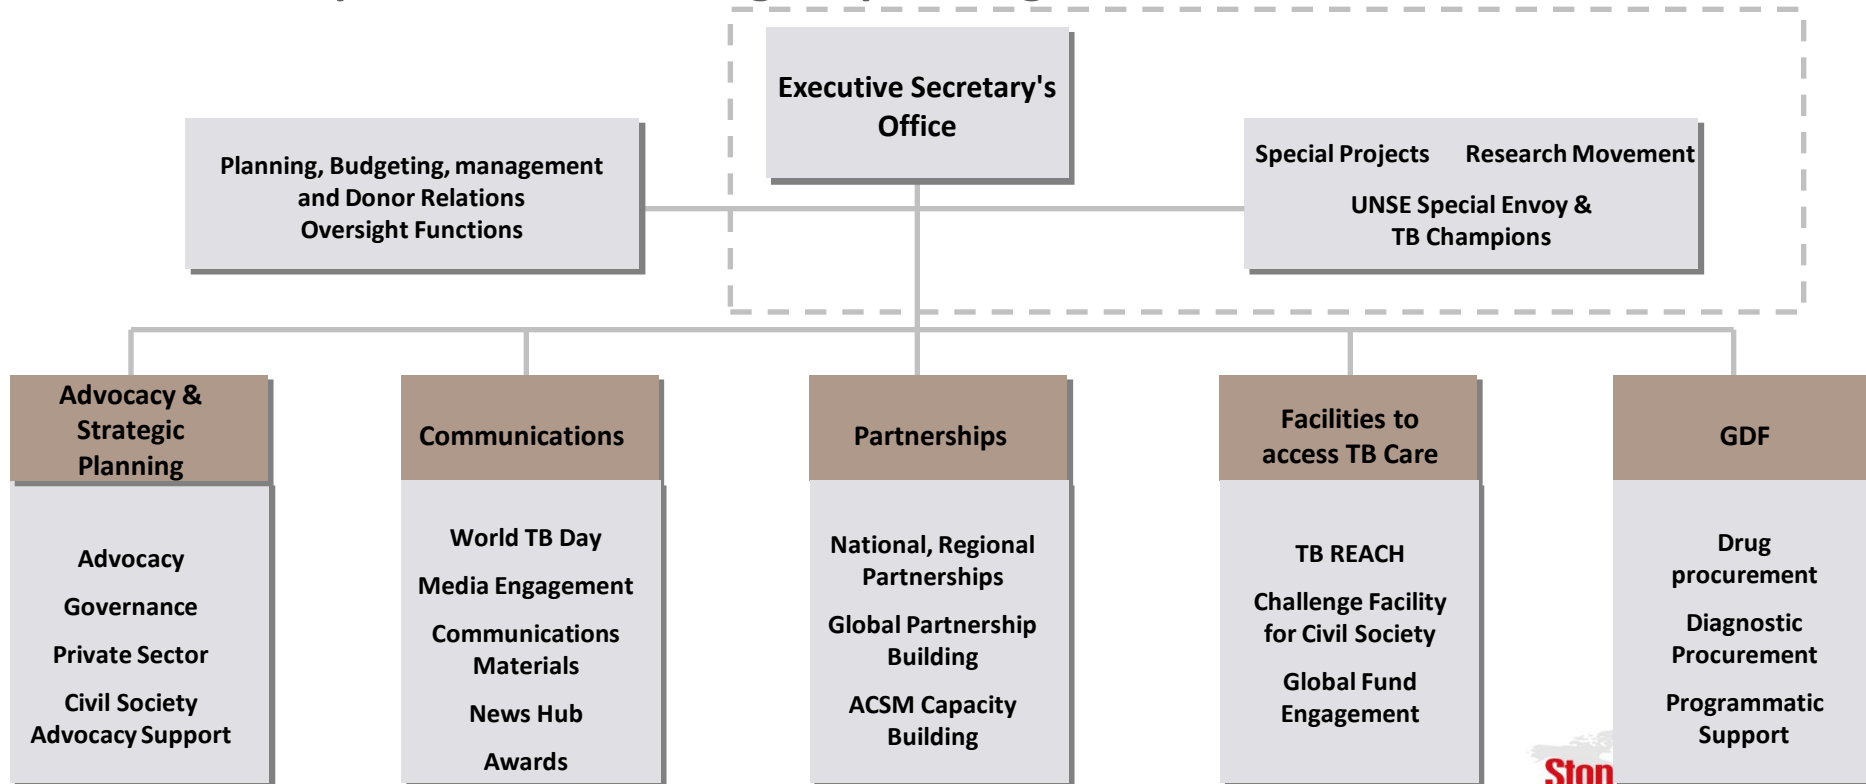 Executive Secretary's
Office
Planning, Budgeting, management
and Donor Relations
Oversight Functions
Special Projects Research Movement
UNSE Special Envoy &
TB Champions
Advocacy &
Strategic
Planning
Advocacy
Governance
Private Sector
Civil Society
Advocacy Support
Communications
World TB Day
Media Engagement
Communications
Materials
News Hub
Awards
Partnerships
National, Regional
Partnerships
Global Partnership
Building
ACSM Capacity
Building
Facilities to
access TB Care
TB REACH
Challenge Facility
for Civil Society
Global Fund
Engagement
GDF
Drug
procurement
Diagnostic
Procurement
Programmatic
Support
Stop